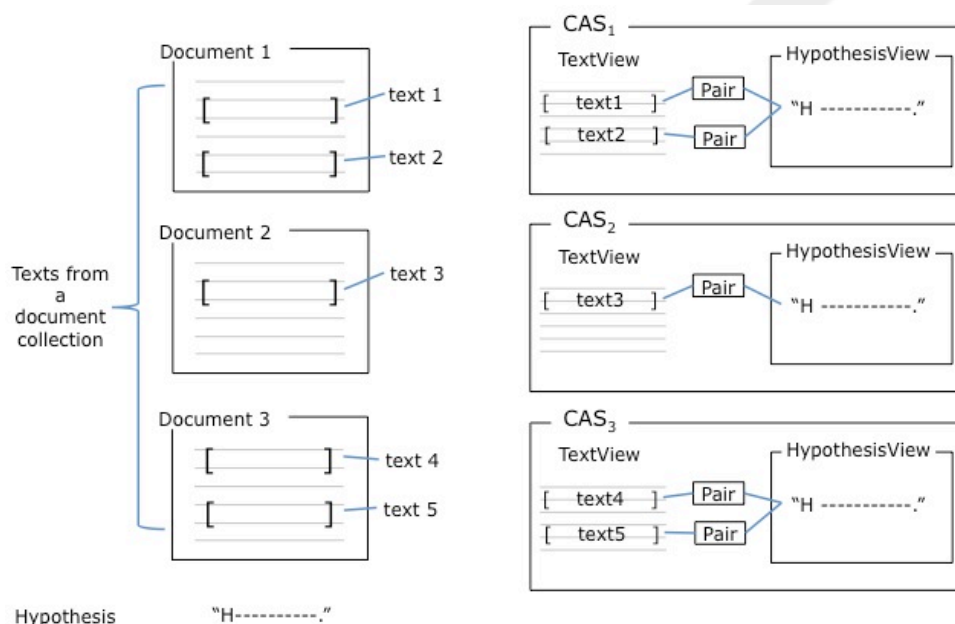 Document 1
[ ] text 1
[ ] text 2
Document 2
[ ] text 3
Texts from
a
document
collection
Document 3
[ ] text 4
[ ] text 5
Hypothesis "H----------."
CAS1
TextView
HypothesisView
[ text1 ] Pair
[ text2 ] Pair
"H -----------."
CAS2
TextView
HypothesisView
[ text3 ] Pair
"H -----------."
CAS3
TextView
HypothesisView
[ text4 ] Pair
[ text5 ] Pair
"H -----------."